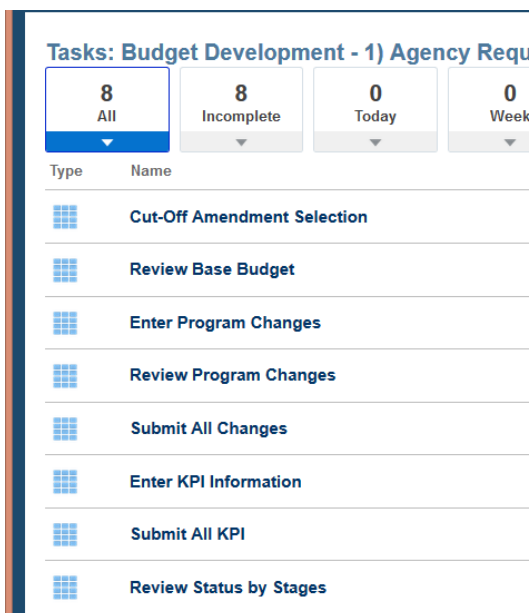 Tasks: Budget Development - 1) Agency Requ
8 8 0 0
All Incomplete Today Week
Type Name
Cut-Off Amendment Selection
Review Base Budget
Enter Program Changes
Review Program Changes
Submit All Changes
Enter KPI Information
Submit All KPI
Review Status by Stages